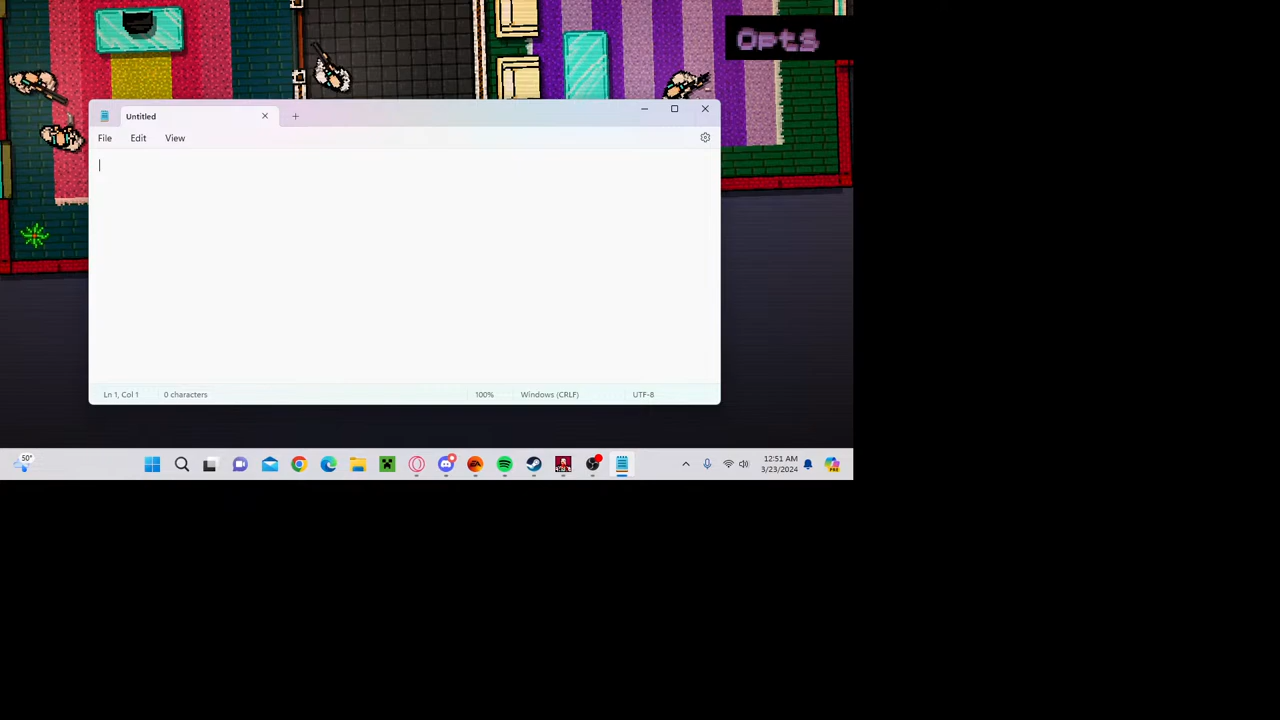 Opts
Untitled
File Edit View
Ln 1, Col 1 0 characters 100% Windows (CRLF) UTF-8
50°
12:51 AM
3/23/2024